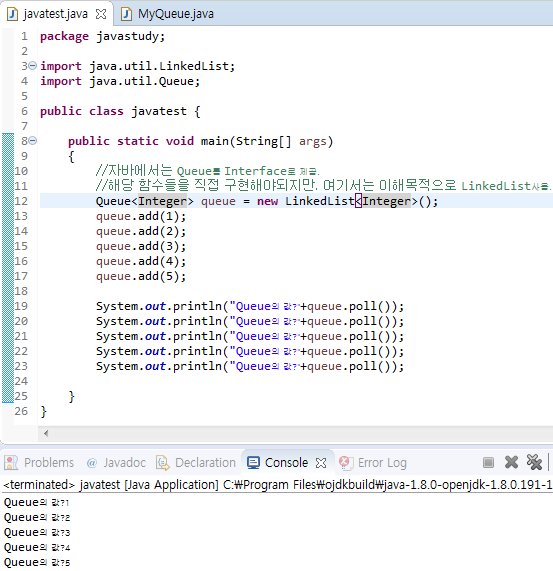 javatest.java MyQueue.java
1 package javastudy;
2
3 import java.util.LinkedList;
4 import java.util.Queue;
5
6 public class javatest {
7
8 public static void main(String[] args)
9 {
10 //자바에서는 Queue를 Interface로 제공.
11 //해당 함수들을 직접 구현해야되지만. 여기서는 이해목적으로 LinkedList사용.
12 Queue<Integer> queue = new LinkedList<Integer>();
13 queue.add(1);
14 queue.add(2);
15 queue.add(3);
16 queue.add(4);
17 queue.add(5);
18
19 System.out.println("Queue의 값?"+queue.poll());
20 System.out.println("Queue의 값?"+queue.poll());
21 System.out.println("Queue의 값?"+queue.poll());
22 System.out.println("Queue의 값?"+queue.poll());
23 System.out.println("Queue의 값?"+queue.poll());
24
25 }
26 }
Problems @ Javadoc Declaration Console Error Log
<terminated> javatest [Java Application] C:₩Program Files₩ojdkbuild₩java-1.8.0-openjdk-1.8.0.191-1
Queue의 값?1
Queue의 값?2
Queue의 값?3
Queue의 값?4
Queue의 값?5